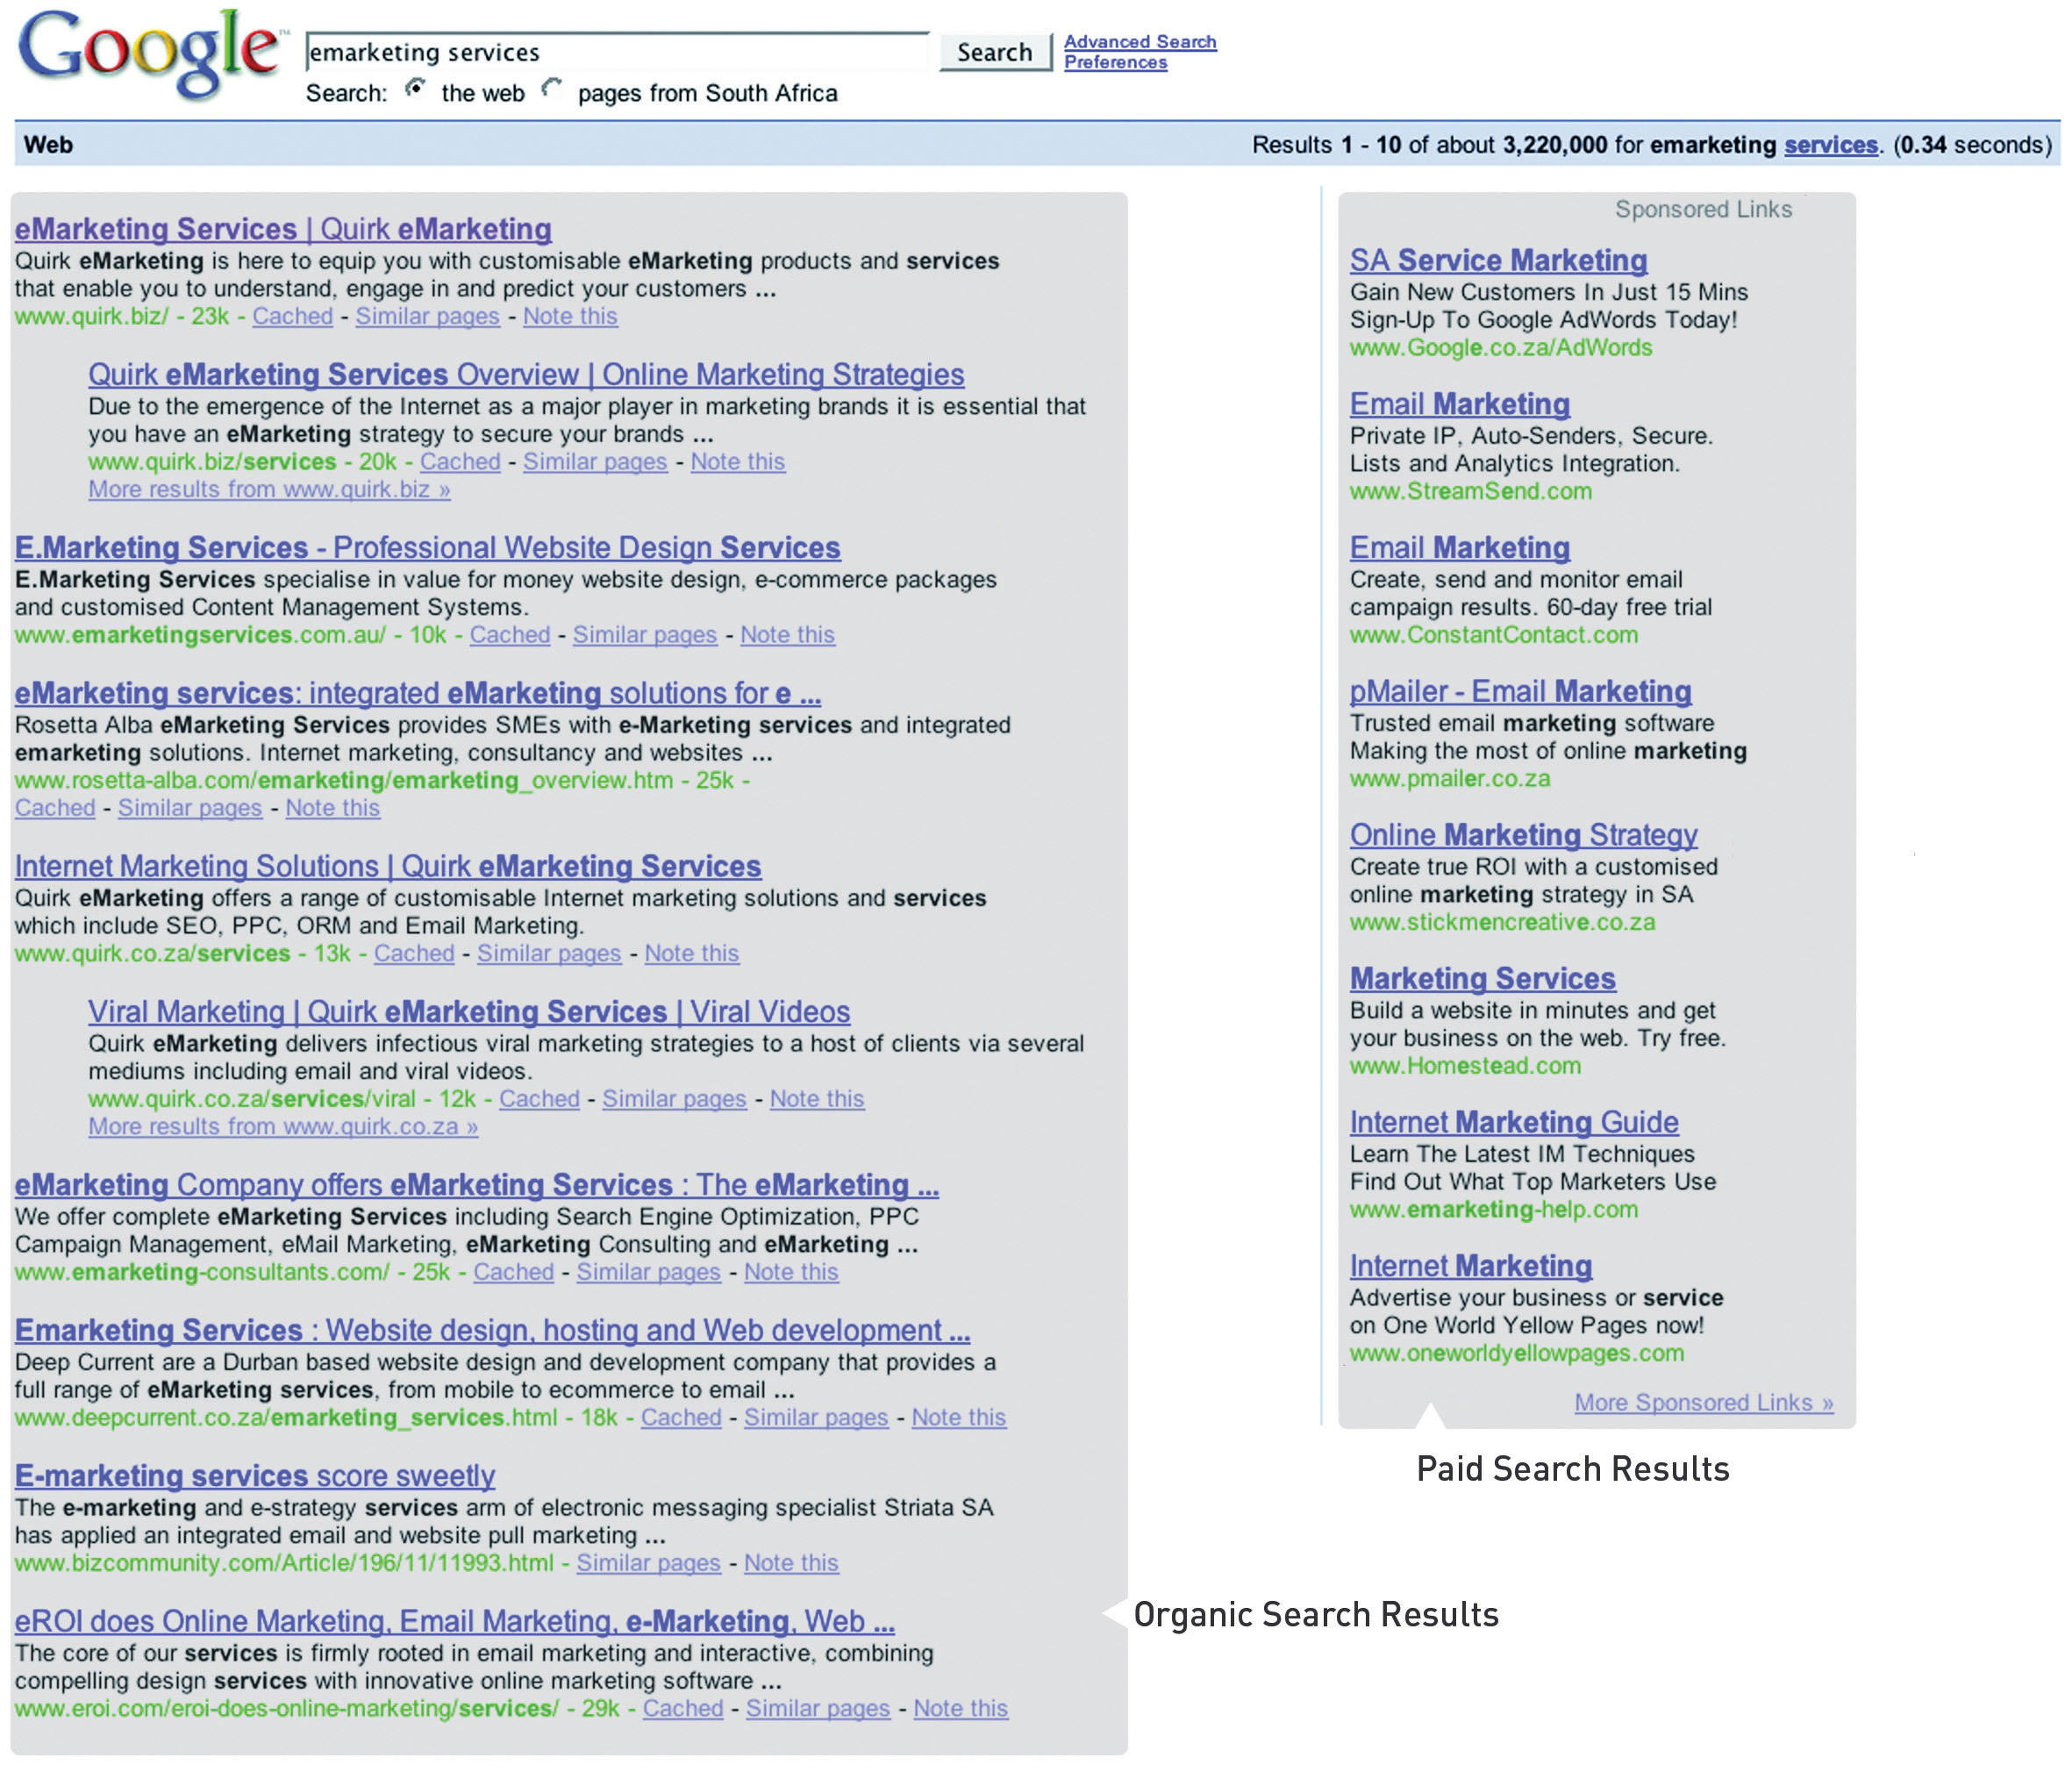 Google™
emarketing services
Search
Advanced Search
Preferences
Search: the web pages from South Africa
Web
Results 1 - 10 of about 3,220,000 for emarketing services. (0.34 seconds)
eMarketing Services | Quirk eMarketing
Quirk eMarketing is here to equip you with customisable eMarketing products and services
that enable you to understand, engage in and predict your customers ...
www.quirk.biz/ - 23k - Cached - Similar pages - Note this
Quirk eMarketing Services Overview | Online Marketing Strategies
Due to the emergence of the Internet as a major player in marketing brands it is essential that
you have an eMarketing strategy to secure your brands ...
www.quirk.biz/services - 20k - Cached - Similar pages - Note this
More results from www.quirk.biz »
E.Marketing Services - Professional Website Design Services
E.Marketing Services specialise in value for money website design, e-commerce packages
and customised Content Management Systems.
www.emarketingservices.com.au/ - 10k - Cached - Similar pages - Note this
eMarketing services: integrated eMarketing solutions for e ...
Rosetta Alba eMarketing Services provides SMEs with e-Marketing services and integrated
emarketing solutions. Internet marketing, consultancy and websites ...
www.rosetta-alba.com/emarketing/emarketing_overview.htm - 25k -
Cached - Similar pages - Note this
Internet Marketing Solutions | Quirk eMarketing Services
Quirk eMarketing offers a range of customisable Internet marketing solutions and services
which include SEO, PPC, ORM and Email Marketing.
www.quirk.co.za/services - 13k - Cached - Similar pages - Note this
Viral Marketing | Quirk eMarketing Services | Viral Videos
Quirk eMarketing delivers infectious viral marketing strategies to a host of clients via several
mediums including email and viral videos.
www.quirk.co.za/services/viral - 12k - Cached - Similar pages - Note this
More results from www.quirk.co.za »
eMarketing Company offers eMarketing Services : The eMarketing ...
We offer complete eMarketing Services including Search Engine Optimization, PPC
Campaign Management, eMail Marketing, eMarketing Consulting and eMarketing ...
www.emarketing-consultants.com/ - 25k - Cached - Similar pages - Note this
Emarketing Services : Website design, hosting and Web development ...
Deep Current are a Durban based website design and development company that provides a
full range of eMarketing services, from mobile to ecommerce to email ...
www.deepcurrent.co.za/emarketing_services.html - 18k - Cached - Similar pages - Note this
E-marketing services score sweetly
The e-marketing and e-strategy services arm of electronic messaging specialist Striata SA
has applied an integrated email and website pull marketing ...
www.bizcommunity.com/Article/196/11/11993.html - Similar pages - Note this
eROI does Online Marketing, Email Marketing, e-Marketing, Web ...
The core of our services is firmly rooted in email marketing and interactive, combining
compelling design services with innovative online marketing software ...
www.eroi.com/eroi-does-online-marketing/services/ - 29k - Cached - Similar pages - Note this
Organic Search Results
Sponsored Links
SA Service Marketing
Gain New Customers In Just 15 Mins
Sign-Up To Google AdWords Today!
www.Google.co.za/AdWords
Email Marketing
Private IP, Auto-Senders, Secure.
Lists and Analytics Integration.
www.StreamSend.com
Email Marketing
Create, send and monitor email
campaign results. 60-day free trial
www.ConstantContact.com
pMailer - Email Marketing
Trusted email marketing software
Making the most of online marketing
www.pmailer.co.za
Online Marketing Strategy
Create true ROI with a customised
online marketing strategy in SA
www.stickmencreative.co.za
Marketing Services
Build a website in minutes and get
your business on the web. Try free.
www.Homestead.com
Internet Marketing Guide
Learn The Latest IM Techniques
Find Out What Top Marketers Use
www.emarketing-help.com
Internet Marketing
Advertise your business or service
on One World Yellow Pages now!
www.oneworldyellowpages.com
More Sponsored Links »
Paid Search Results